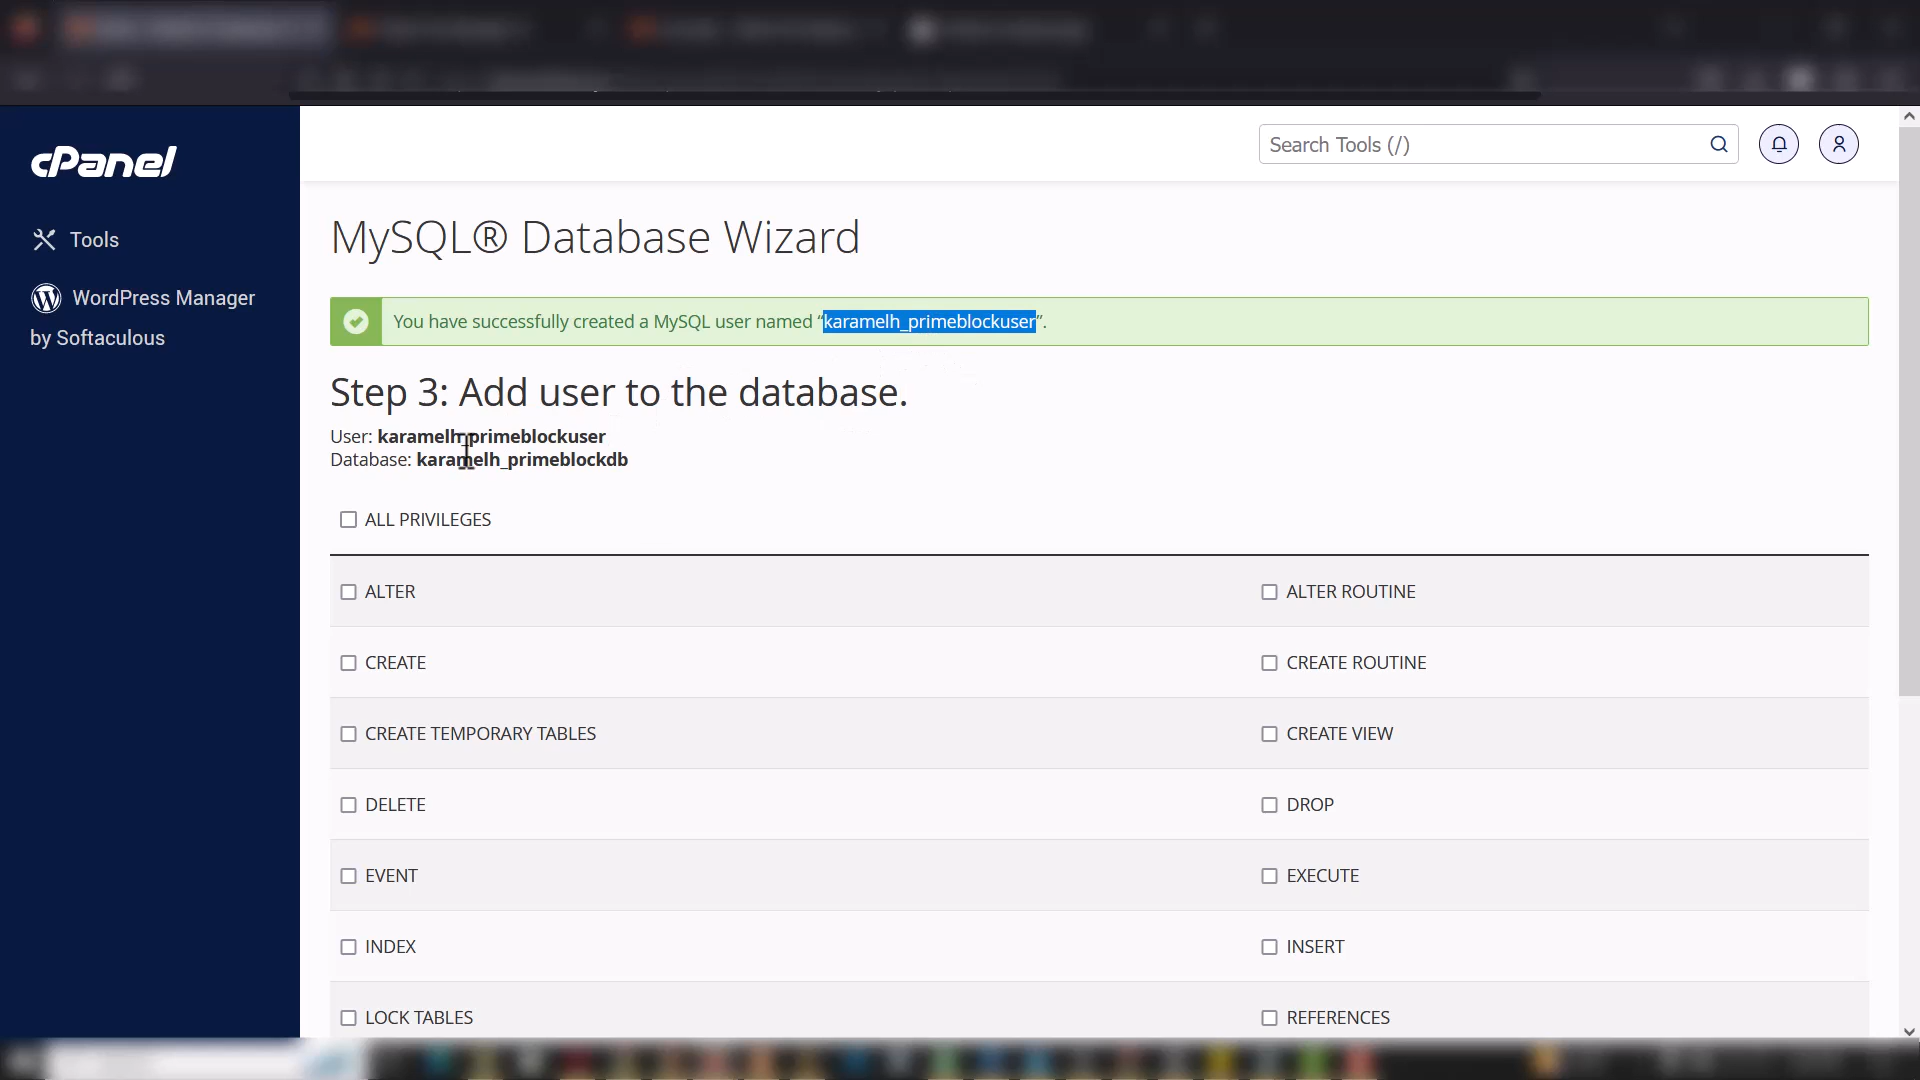 cPanel
Search Tools (/)
Tools
WordPress Manager
by Softaculous
MySQL® Database Wizard
You have successfully created a MySQL user named “karamelh_primeblockuser”.
Step 3: Add user to the database.
User: karamelh_primeblockuser
Database: karamelh_primeblockdb
ALL PRIVILEGES
ALTER
ALTER ROUTINE
CREATE
CREATE ROUTINE
CREATE TEMPORARY TABLES
CREATE VIEW
DELETE
DROP
EVENT
EXECUTE
INDEX
INSERT
LOCK TABLES
REFERENCES